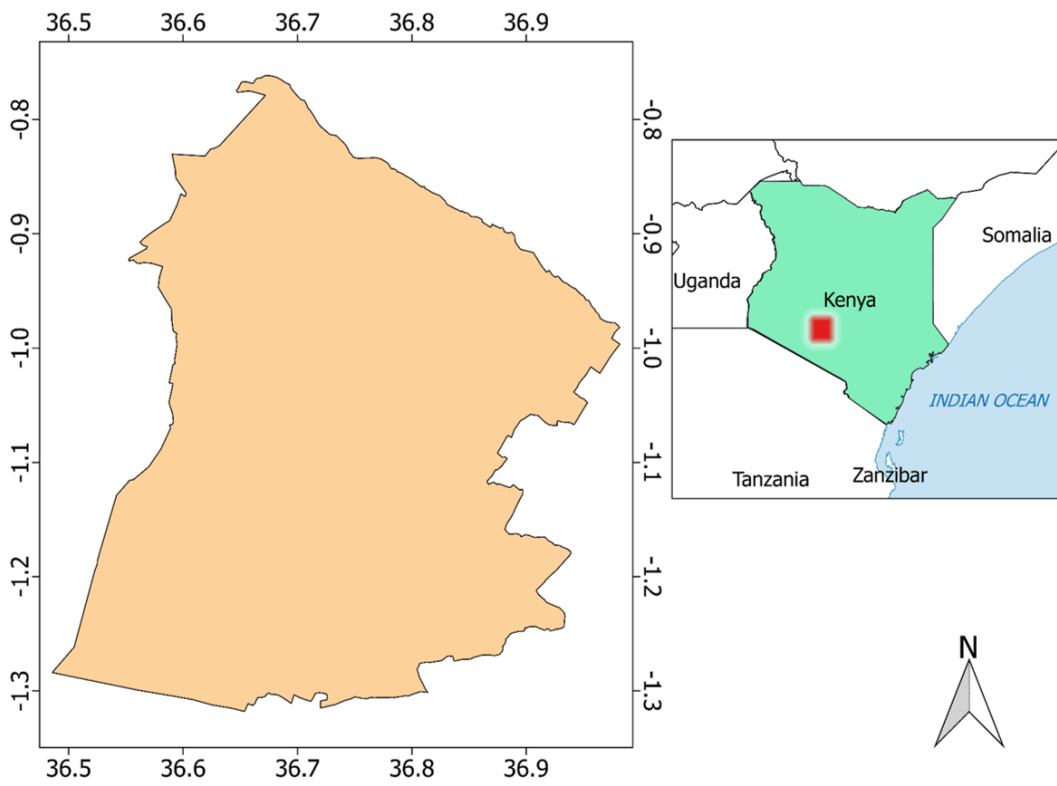 36.5 36.6 36.7 36.8 36.9
-0.8 -0.8
-0.9 -0.9
Somalia
Uganda
Kenya
-1.0 -1.0
INDIAN OCEAN
-1.1 -1.1
Tanzania Zanzibar
-1.2 -1.2
N
-1.3 -1.3
36.5 36.6 36.7 36.8 36.9